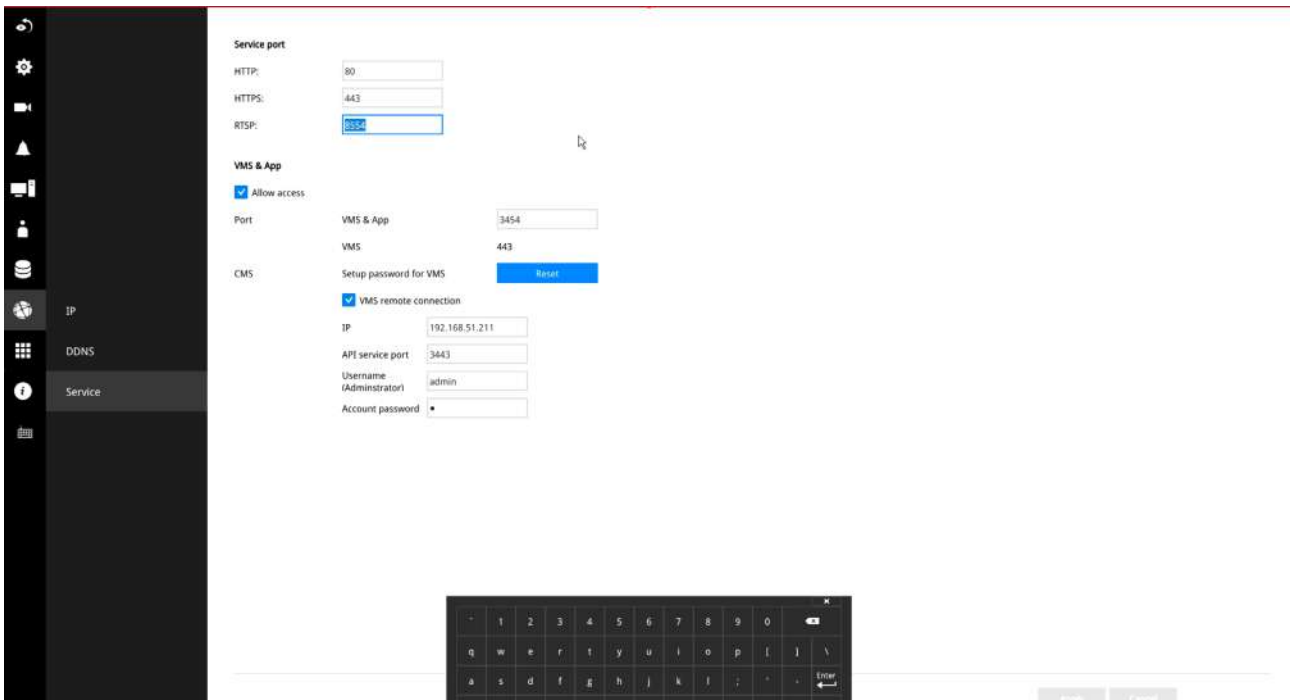 Service port
HTTP: 80
HTTPS: 443
RTSP: 8554
VMS & App
Allow access
Port VMS & App 3454
VMS 443
CMS Setup password for VMS Reset
VMS remote connection
IP 192.168.51.211
IP
API service port 3443
DDNS
Username (Adminstrator) admin
Service
Account password •
` 1 2 3 4 5 6 7 8 9 0
q w e r t y u i o p [ ] \
a s d f g h j k l ; ' Enter
Apply Cancel